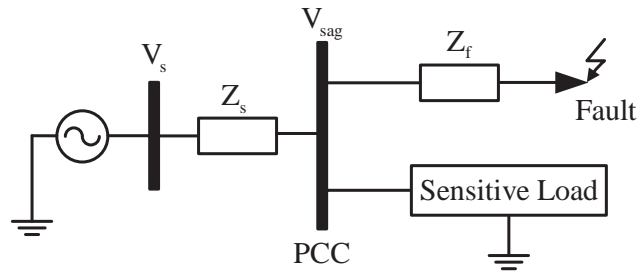 V_sag
V_s
Z_s
Z_f
Fault
Sensitive Load
PCC